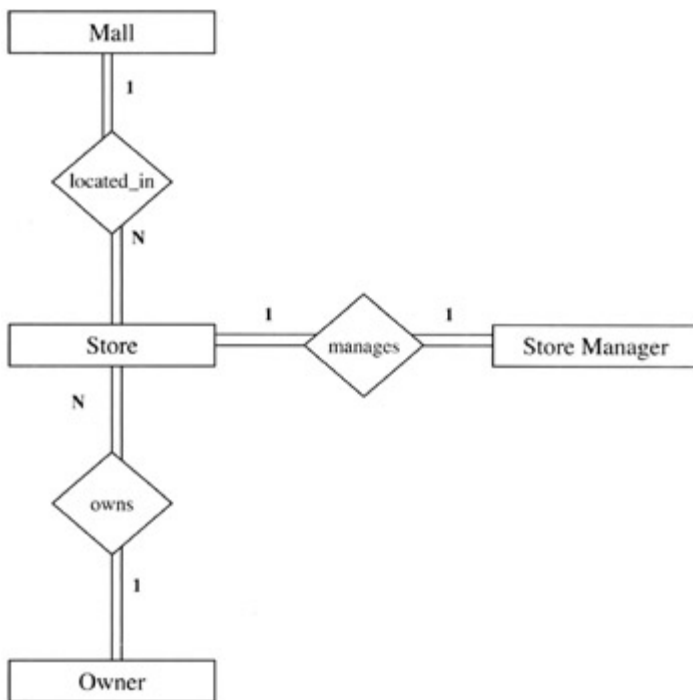 Mall
1
located_in
N
Store
1
manages
1
Store Manager
N
owns
1
Owner